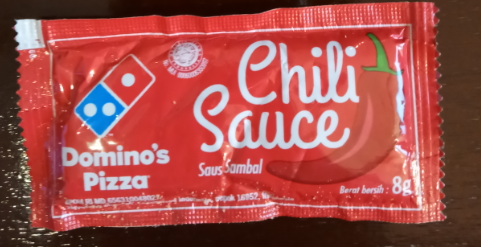 Chili
Sauce
Domino's
Pizza
Saus Sambal
Berat bersih : 8g